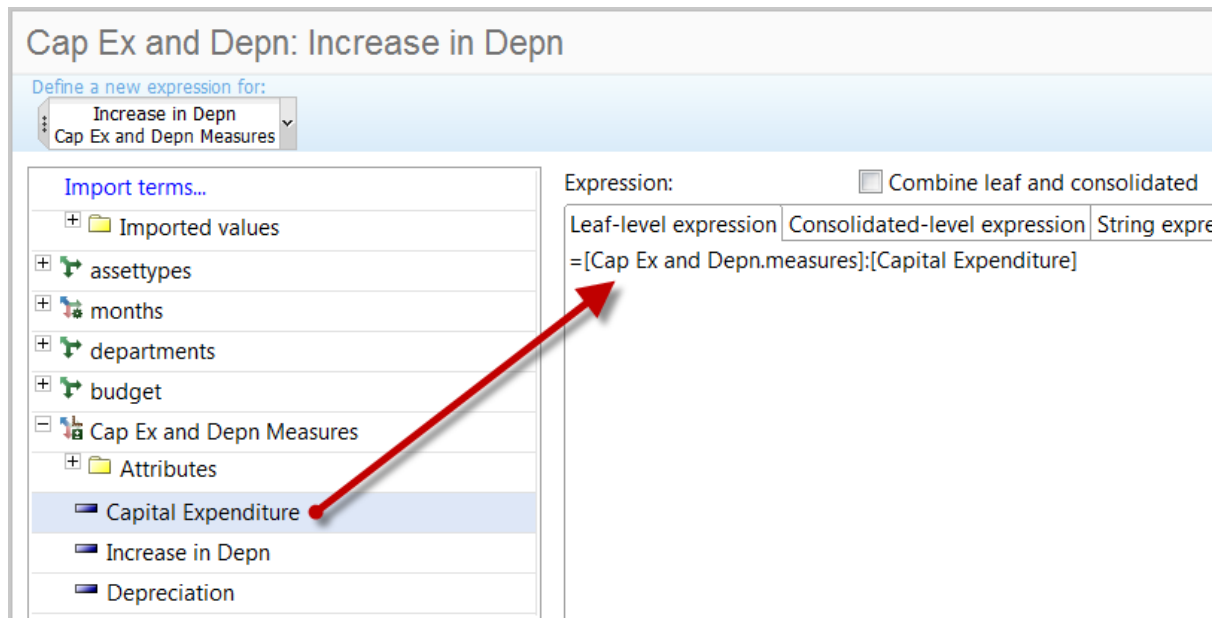 Cap Ex and Depn: Increase in Depn
Define a new expression for:
Increase in Depn
Cap Ex and Depn Measures
Import terms...
Imported values
assettypes
months
departments
budget
Cap Ex and Depn Measures
Attributes
Capital Expenditure
Increase in Depn
Depreciation
Expression:
Combine leaf and consolidated
Leaf-level expression Consolidated-level expression String expre
=[Cap Ex and Depn.measures]:[Capital Expenditure]